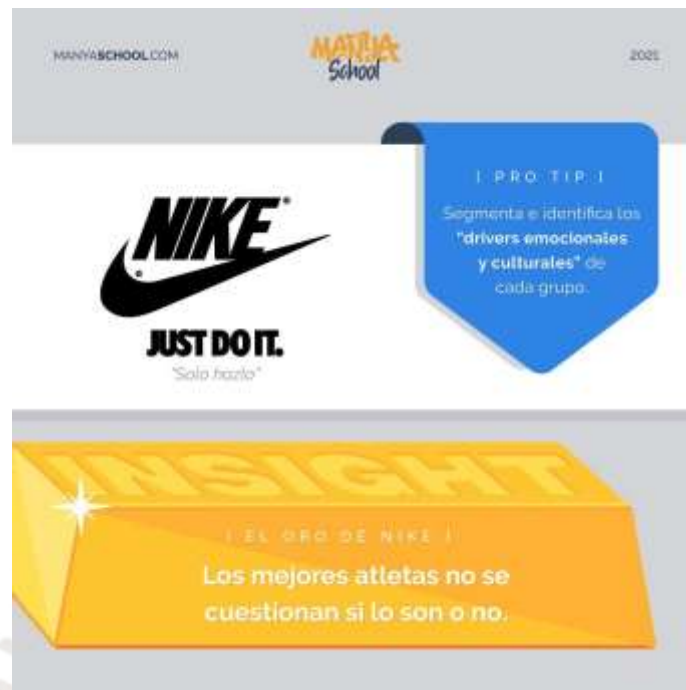 MANYASCHOOL.COM
MANYA
School
2021
| PRO TIP |
Segmenta e identifica los
"drivers emocionales
y culturales" de
cada grupo.
NIKE
JUST DO IT.
"Solo hazlo"
INSIGHT
| EL ORO DE NIKE |
Los mejores atletas no se
cuestionan si lo son o no.